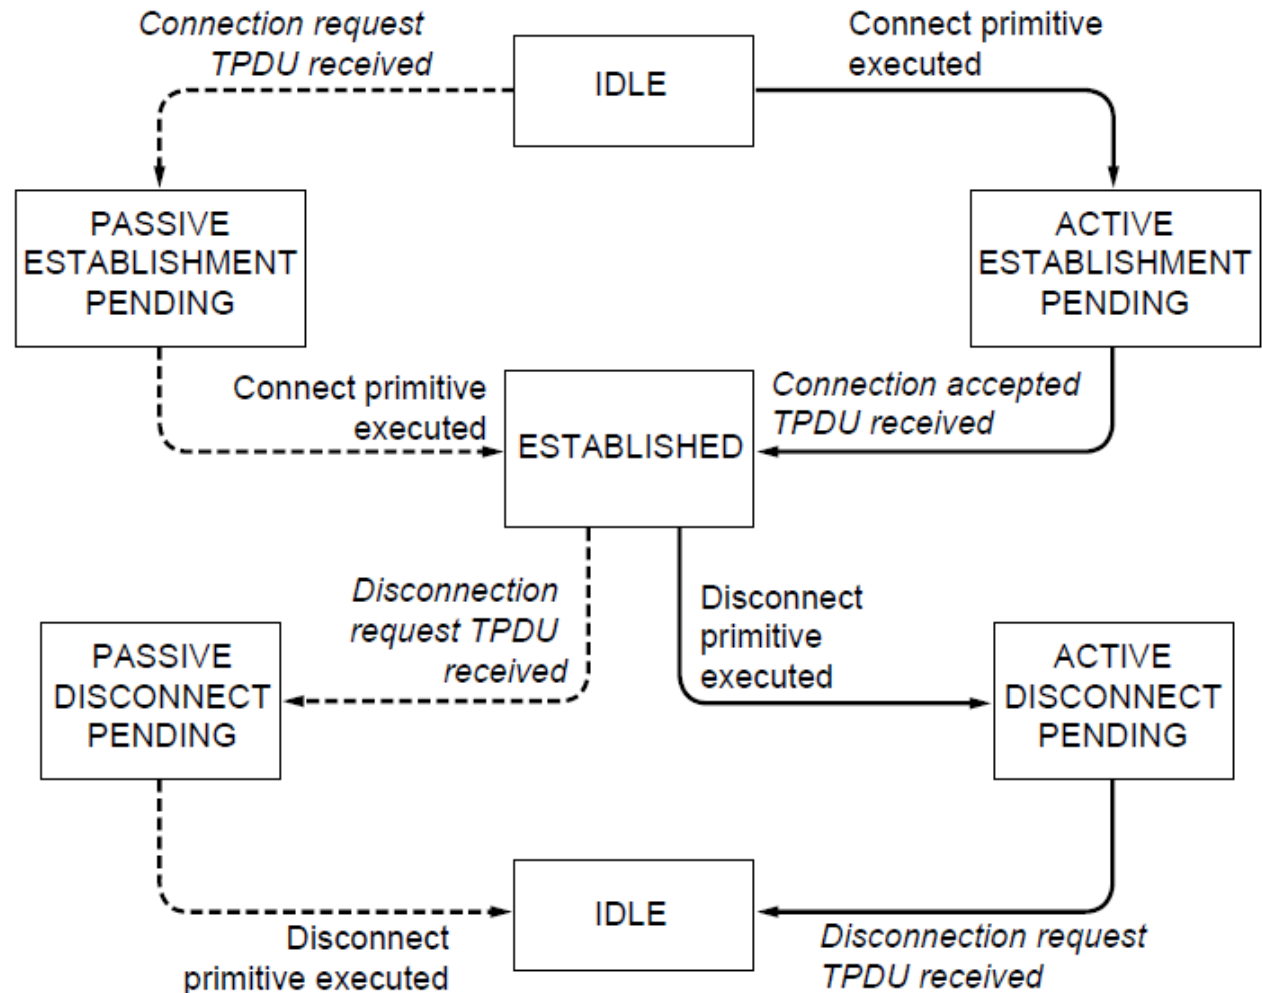 Connection request
TPDU received
IDLE
Connect primitive
executed
PASSIVE
ESTABLISHMENT
PENDING
ACTIVE
ESTABLISHMENT
PENDING
Connect primitive
executed
ESTABLISHED
Connection accepted
TPDU received
Disconnection
request TPDU
received
Disconnect
primitive
executed
PASSIVE
DISCONNECT
PENDING
ACTIVE
DISCONNECT
PENDING
Disconnect
primitive executed
IDLE
Disconnection request
TPDU received